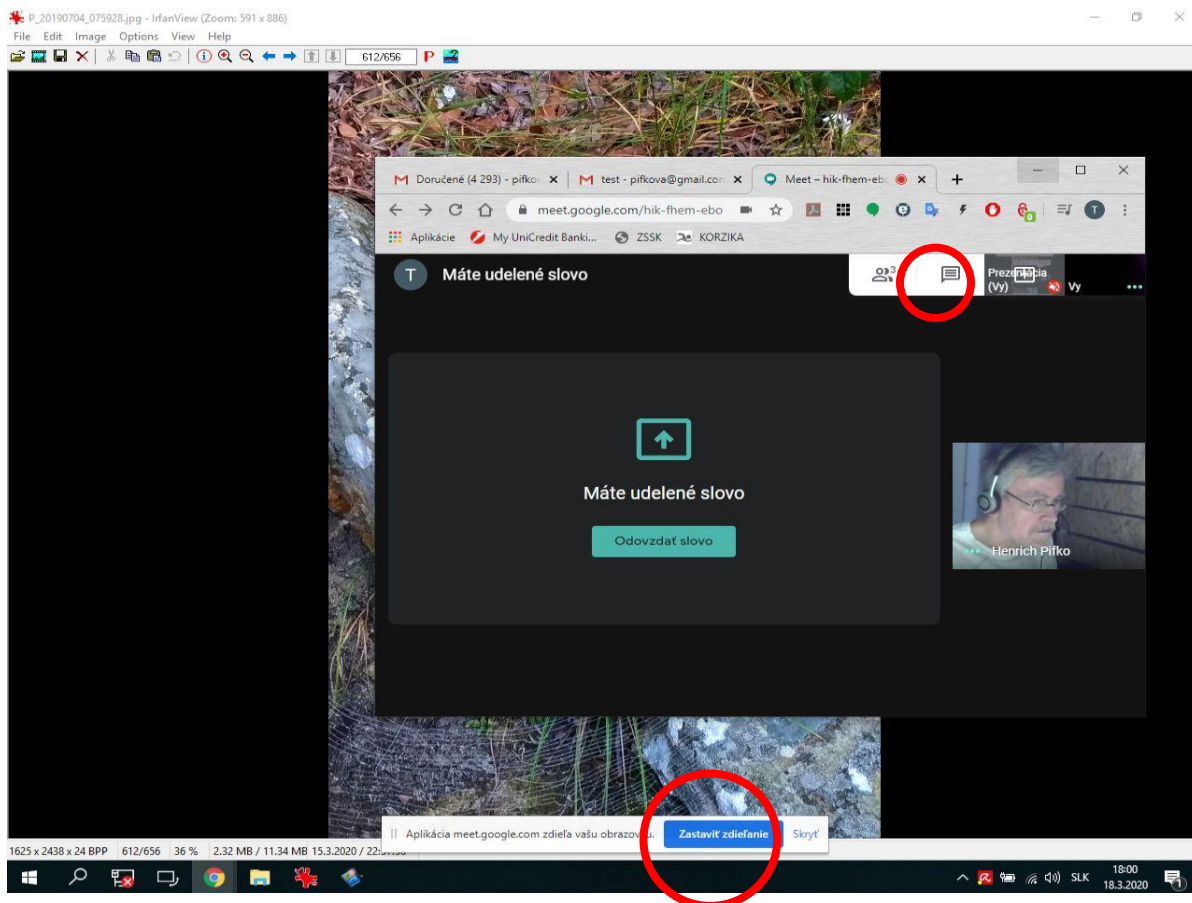 P_20190704_075928.jpg - IrfanView (Zoom: 591 x 886)
File Edit Image Options View Help
612/656 P
Doručené (4 293) - pifko
test - pifkova@gmail.con
Meet – hik-fhem-ebo
meet.google.com/hik-fhem-ebo
T
Aplikácie My UniCredit Banki... ZSSK KORZIKA
T Máte udelené slovo
3
Prezentácia
(Vy)
Vy
Máte udelené slovo
Odovzdať slovo
Henrich Pifko
Aplikácia meet.google.com zdieľa vašu obrazovku. Zastaviť zdieľanie Skryť
1625 x 2438 x 24 BPP 612/656 36 % 2.32 MB / 11.34 MB 15.3.2020 /
SLK
18:00
18.3.2020
1